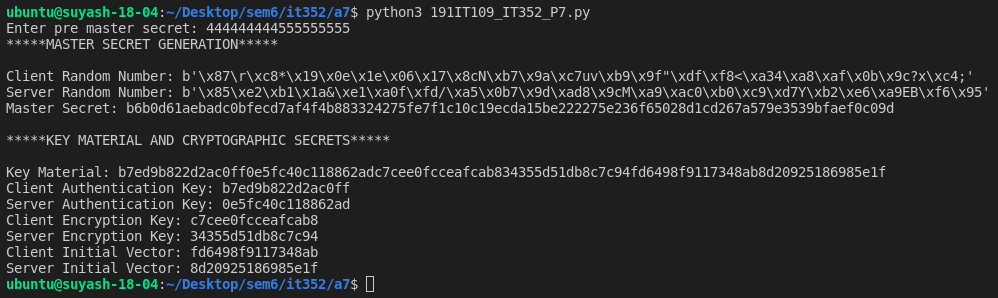 ubuntu@suyash-18-04:~/Desktop/sem6/it352/a7$ python3 191IT109_IT352_P7.py
Enter pre master secret: 444444444555555555
*****MASTER SECRET GENERATION*****
Client Random Number: b'\x87\r\xc8*\x19\x0e\x1e\x06\x17\x8cN\xb7\x9a\xc7uv\xb9\x9f"\xdf\xf8<\xa34\xa8\xaf\x0b\x9c?x\xc4;'
Server Random Number: b'\x85\xe2\xb1\x1a&\xe1\xa0f\xfd/\xa5\x0b7\x9d\xad8\x9cM\xa9\xac0\xb0\xc9\xd7Y\xb2\xe6\xa9EB\xf6\x95'
Master Secret: b6b0d61aebadc0bfecd7af4f4b883324275fe7f1c10c19ecda15be222275e236f65028d1cd267a579e3539bfaef0c09d
*****KEY MATERIAL AND CRYPTOGRAPHIC SECRETS*****
Key Material: b7ed9b822d2ac0ff0e5fc40c118862adc7cee0fcceafcab834355d51db8c7c94fd6498f9117348ab8d20925186985e1f
Client Authentication Key: b7ed9b822d2ac0ff
Server Authentication Key: 0e5fc40c118862ad
Client Encryption Key: c7cee0fcceafcab8
Server Encryption Key: 34355d51db8c7c94
Client Initial Vector: fd6498f9117348ab
Server Initial Vector: 8d20925186985e1f
ubuntu@suyash-18-04:~/Desktop/sem6/it352/a7$